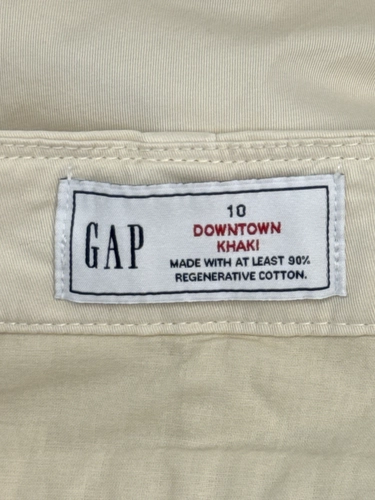 GAP
10
DOWNTOWN
KHAKI
MADE WITH AT LEAST 90%
REGENERATIVE COTTON.